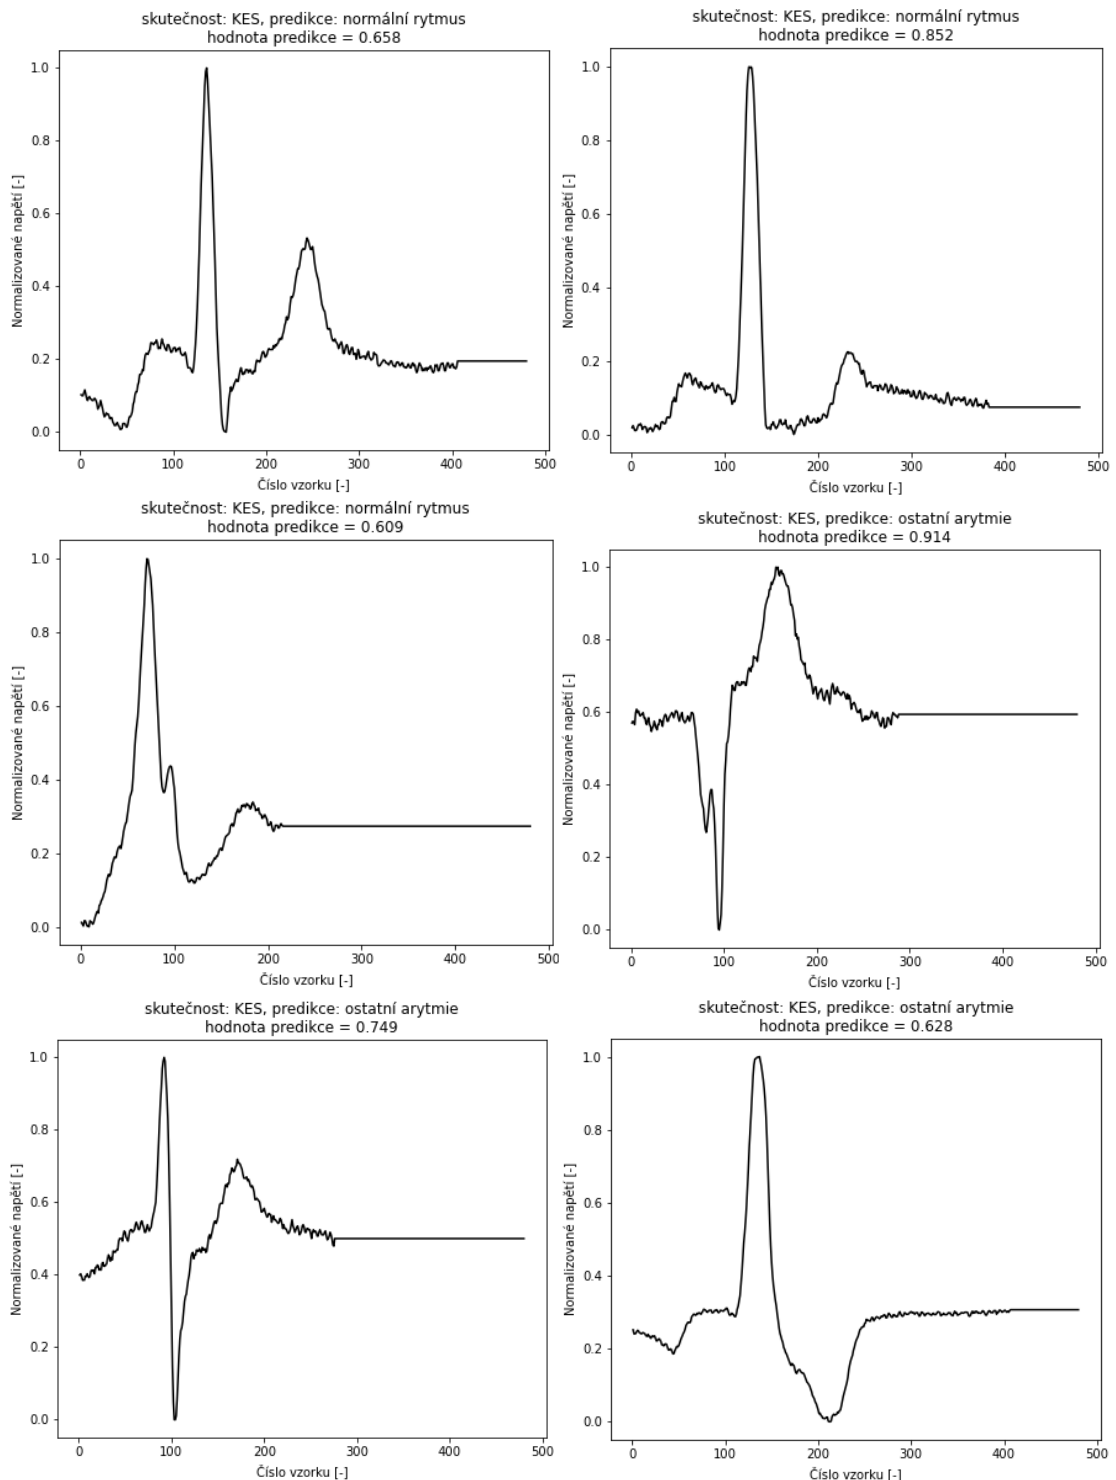 skutečnost: KES, predikce: normální rytmus
hodnota predikce = 0.658
1.0
0.8
0.6
0.4
0.2
0.0
Normalizované napětí [-]
0 100 200 300 400 500
Číslo vzorku [-]
skutečnost: KES, predikce: normální rytmus
hodnota predikce = 0.852
1.0
0.8
0.6
0.4
0.2
0.0
Normalizované napětí [-]
0 100 200 300 400 500
Číslo vzorku [-]
skutečnost: KES, predikce: normální rytmus
hodnota predikce = 0.609
1.0
0.8
0.6
0.4
0.2
0.0
Normalizované napětí [-]
0 100 200 300 400 500
Číslo vzorku [-]
skutečnost: KES, predikce: ostatní arytmie
hodnota predikce = 0.914
1.0
0.8
0.6
0.4
0.2
0.0
Normalizované napětí [-]
0 100 200 300 400 500
Číslo vzorku [-]
skutečnost: KES, predikce: ostatní arytmie
hodnota predikce = 0.749
1.0
0.8
0.6
0.4
0.2
0.0
Normalizované napětí [-]
0 100 200 300 400 500
Číslo vzorku [-]
skutečnost: KES, predikce: ostatní arytmie
hodnota predikce = 0.628
1.0
0.8
0.6
0.4
0.2
0.0
Normalizované napětí [-]
0 100 200 300 400 500
Číslo vzorku [-]